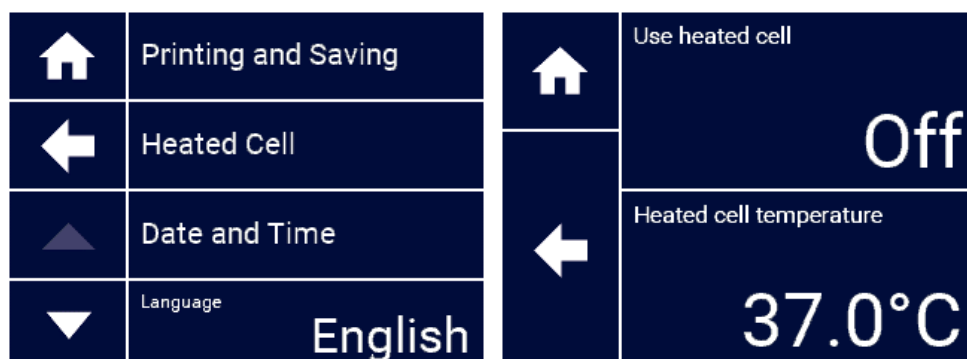 Printing and Saving
Heated Cell
Date and Time
Language
English
Use heated cell
Off
Heated cell temperature
37.0°C